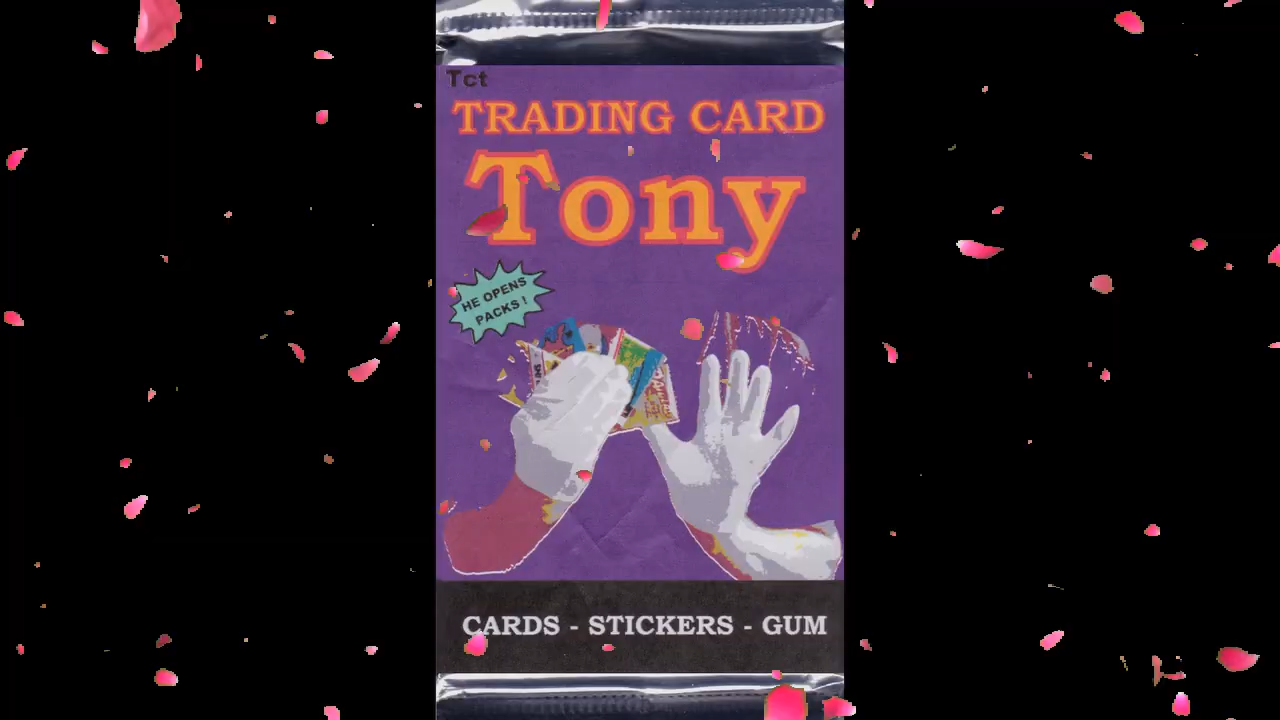 Tct
TRADING CARD
Tony
HE OPENS
PACKS !
CARDS - STICKERS - GUM